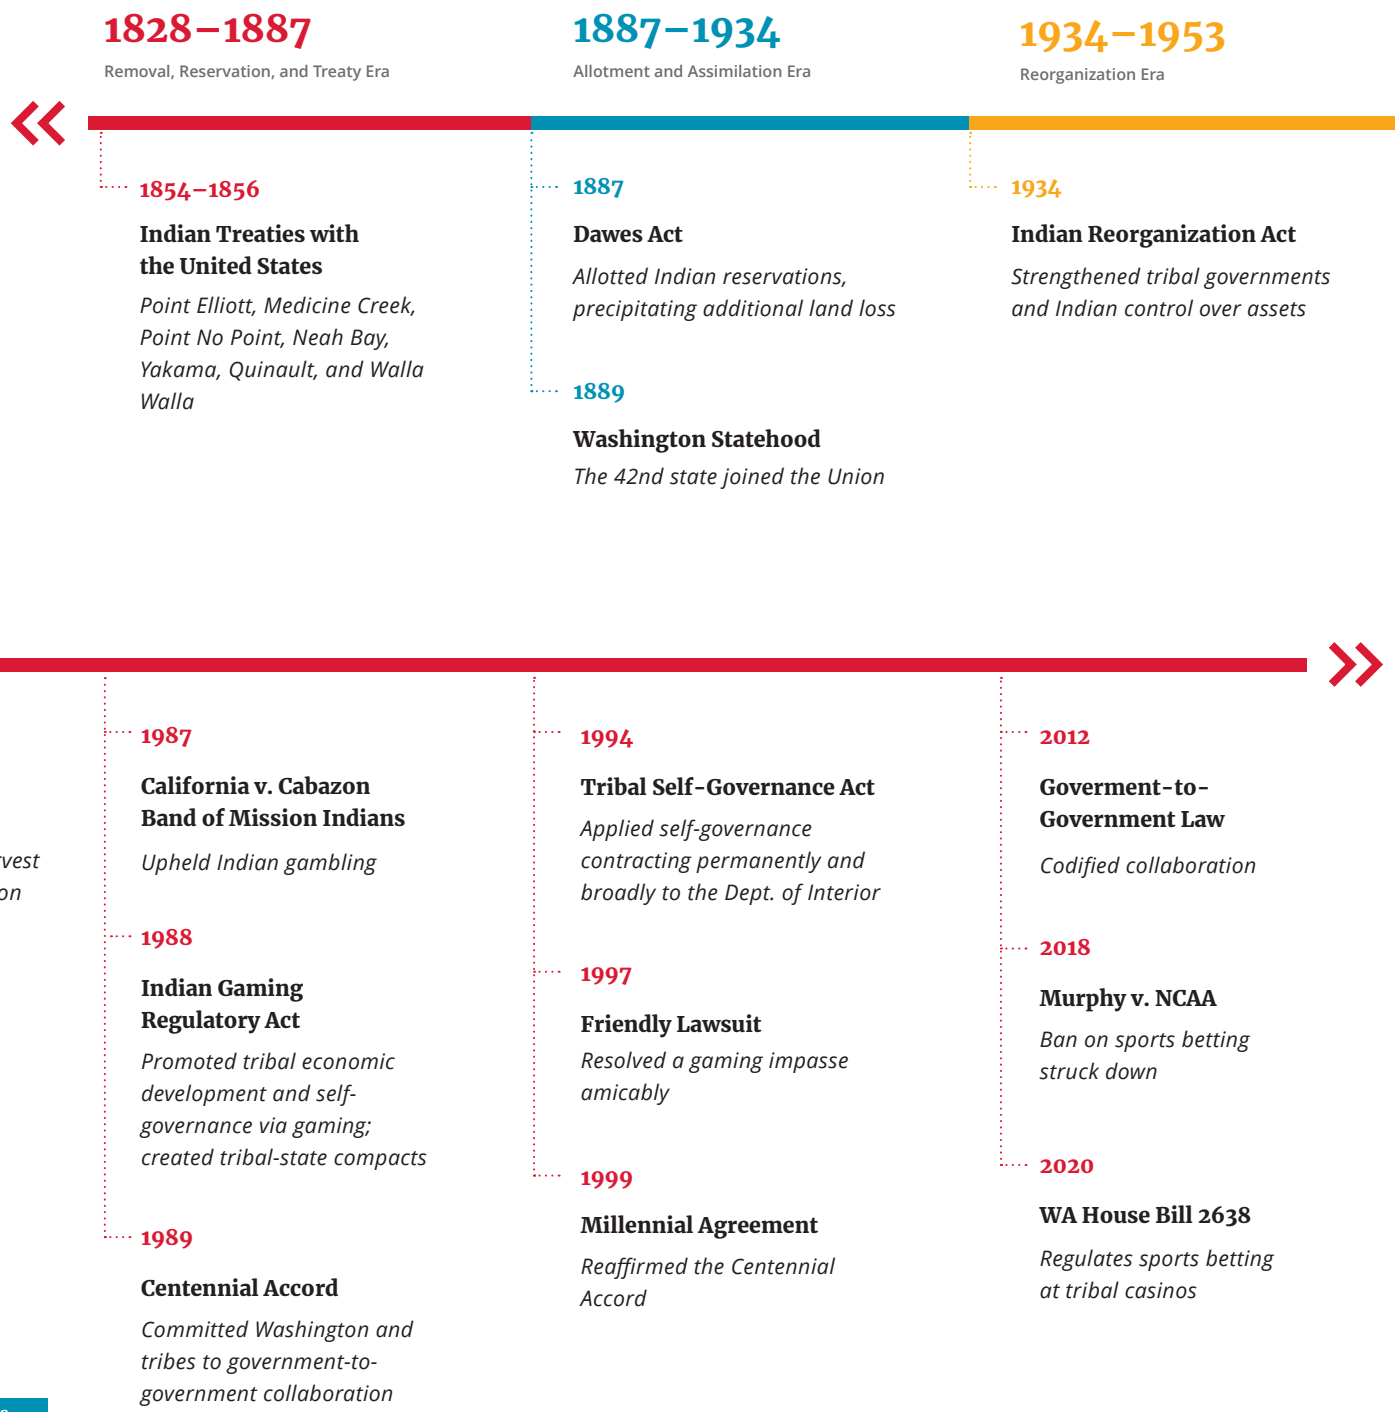 1828–1887
Removal, Reservation, and Treaty Era
1854–1856
Indian Treaties with
the United States
Point Elliott, Medicine Creek,
Point No Point, Neah Bay,
Yakama, Quinault, and Walla
Walla
1887–1934
Allotment and Assimilation Era
1887
Dawes Act
Allotted Indian reservations,
precipitating additional land loss
1889
Washington Statehood
The 42nd state joined the Union
1934–1953
Reorganization Era
1934
Indian Reorganization Act
Strengthened tribal governments
and Indian control over assets
1987
California v. Cabazon
Band of Mission Indians
Upheld Indian gambling
1988
Indian Gaming
Regulatory Act
Promoted tribal economic
development and self-
governance via gaming;
created tribal-state compacts
1989
Centennial Accord
Committed Washington and
tribes to government-to-
government collaboration
1994
Tribal Self-Governance Act
Applied self-governance
contracting permanently and
broadly to the Dept. of Interior
1997
Friendly Lawsuit
Resolved a gaming impasse
amicably
1999
Millennial Agreement
Reaffirmed the Centennial
Accord
2012
Goverment-to-
Government Law
Codified collaboration
2018
Murphy v. NCAA
Ban on sports betting
struck down
2020
WA House Bill 2638
Regulates sports betting
at tribal casinos